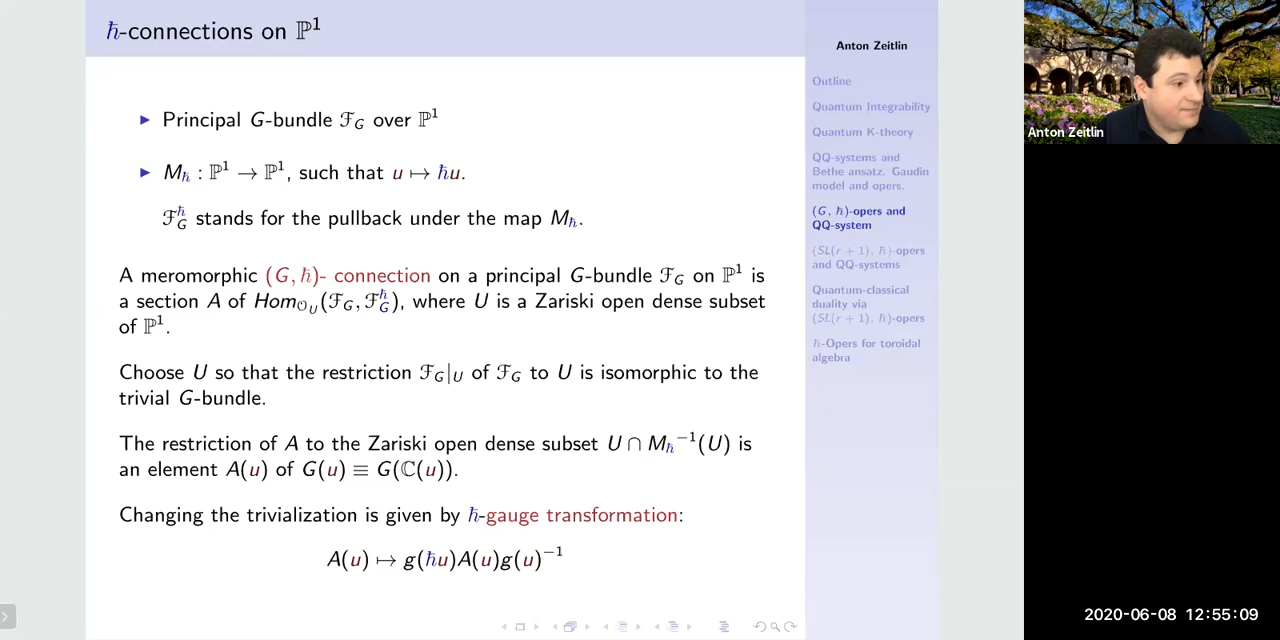 ℏ-connections on ℙ¹
▶ Principal G-bundle ℱ_G over ℙ¹
▶ M_ℏ : ℙ¹ → ℙ¹, such that u ↦ ℏu.
ℱ_G^ℏ stands for the pullback under the map M_ℏ.
A meromorphic (G, ℏ)- connection on a principal G-bundle ℱ_G on ℙ¹ is
a section A of Hom_{𝒪_U}(ℱ_G, ℱ_G^ℏ), where U is a Zariski open dense subset
of ℙ¹.
Choose U so that the restriction ℱ_G|_U of ℱ_G to U is isomorphic to the
trivial G-bundle.
The restriction of A to the Zariski open dense subset U ∩ M_ℏ⁻¹(U) is
an element A(u) of G(u) ≡ G(ℂ(u)).
Changing the trivialization is given by ℏ-gauge transformation:
A(u) ↦ g(ℏu)A(u)g(u)⁻¹
Anton Zeitlin
Outline
Quantum Integrability
Quantum K-theory
QQ-systems and
Bethe ansatz. Gaudin
model and opers.
(G, ℏ)-opers and
QQ-system
(SL(r + 1), ℏ)-opers
and QQ-systems
Quantum-classical
duality via
(SL(r + 1), ℏ)-opers
ℏ-Opers for toroidal
algebra
Anton Zeitlin
2020-06-08 12:55:09